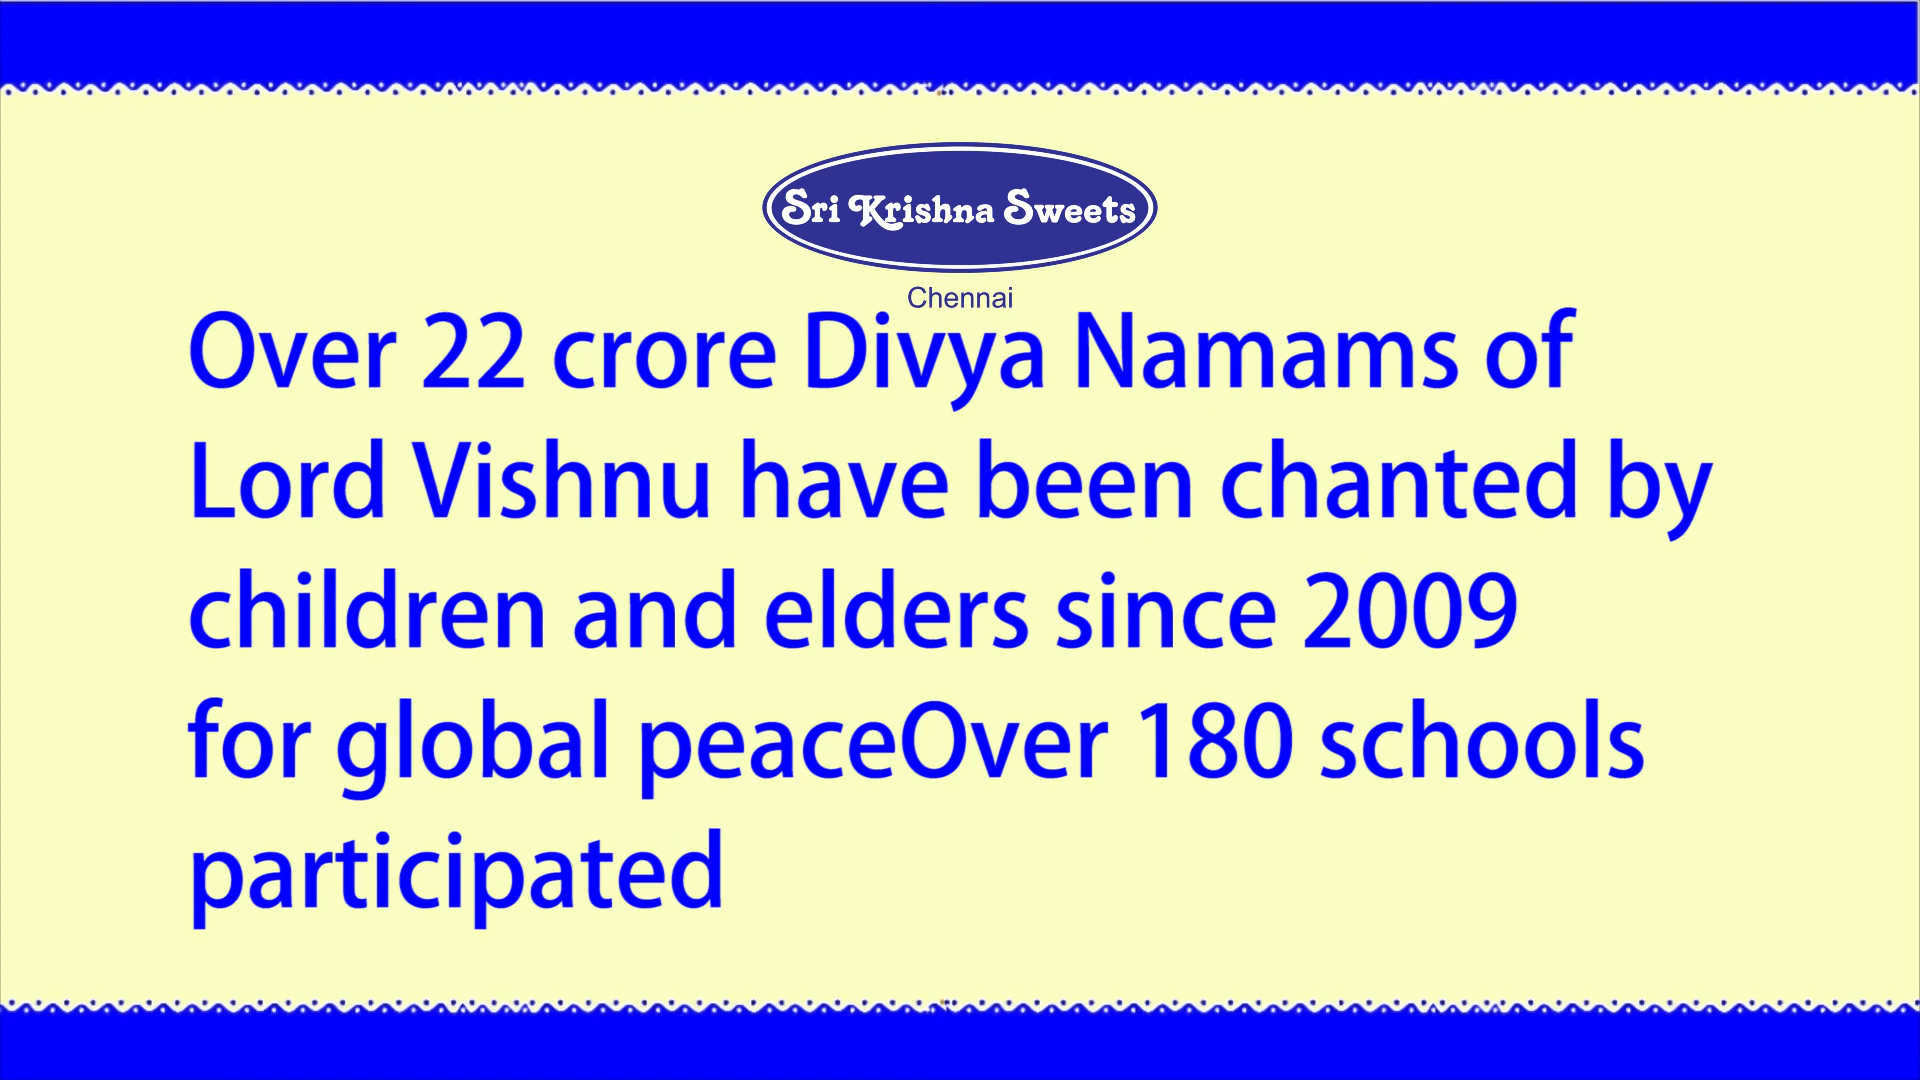 Sri Krishna Sweets
Chennai
Over 22 crore Divya Namams of
Lord Vishnu have been chanted by
children and elders since 2009
for global peaceOver 180 schools
participated